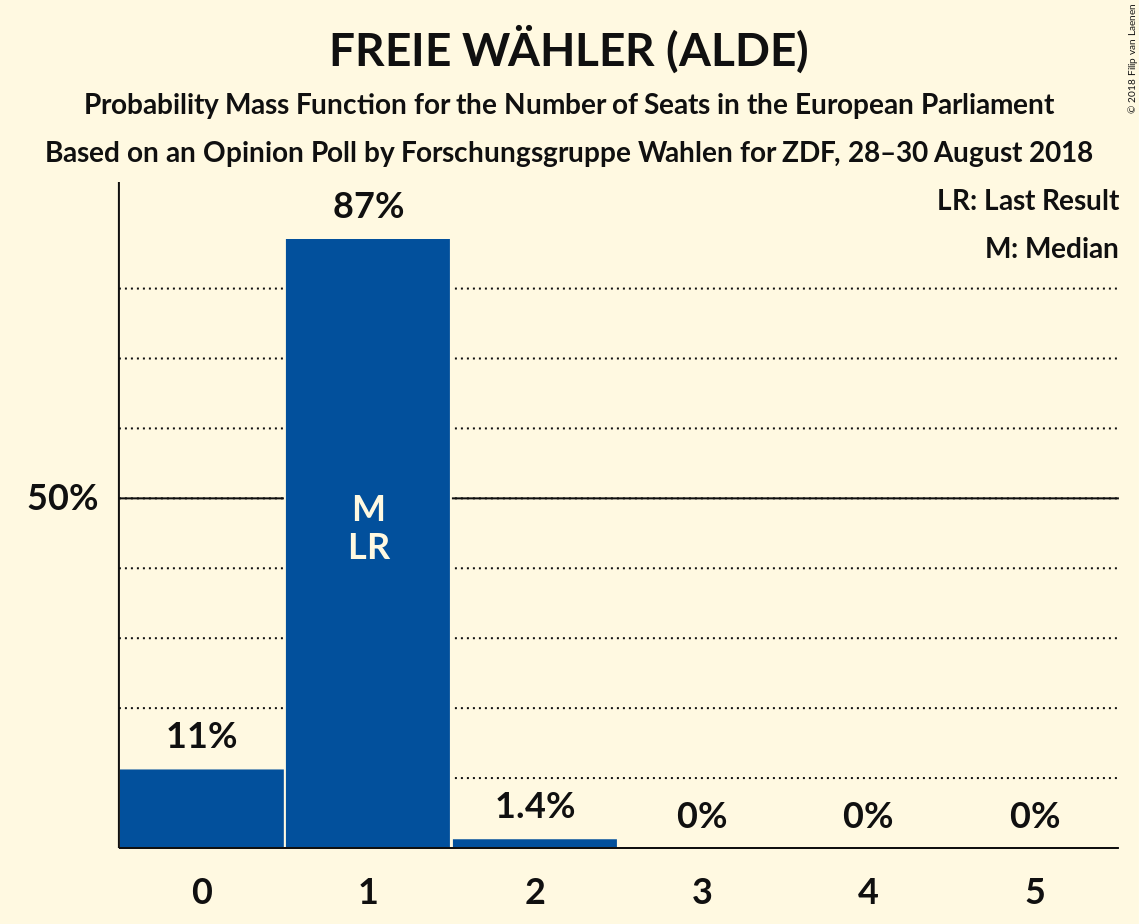 FREIE WÄHLER (ALDE)
Probability Mass Function for the Number of Seats in the European Parliament
Based on an Opinion Poll by Forschungsgruppe Wahlen for ZDF, 28–30 August 2018
© 2018 Filip van Laenen
LR: Last Result
M: Median
87%
50%
M
LR
11%
1.4%
0%
0%
0%
0
1
2
3
4
5